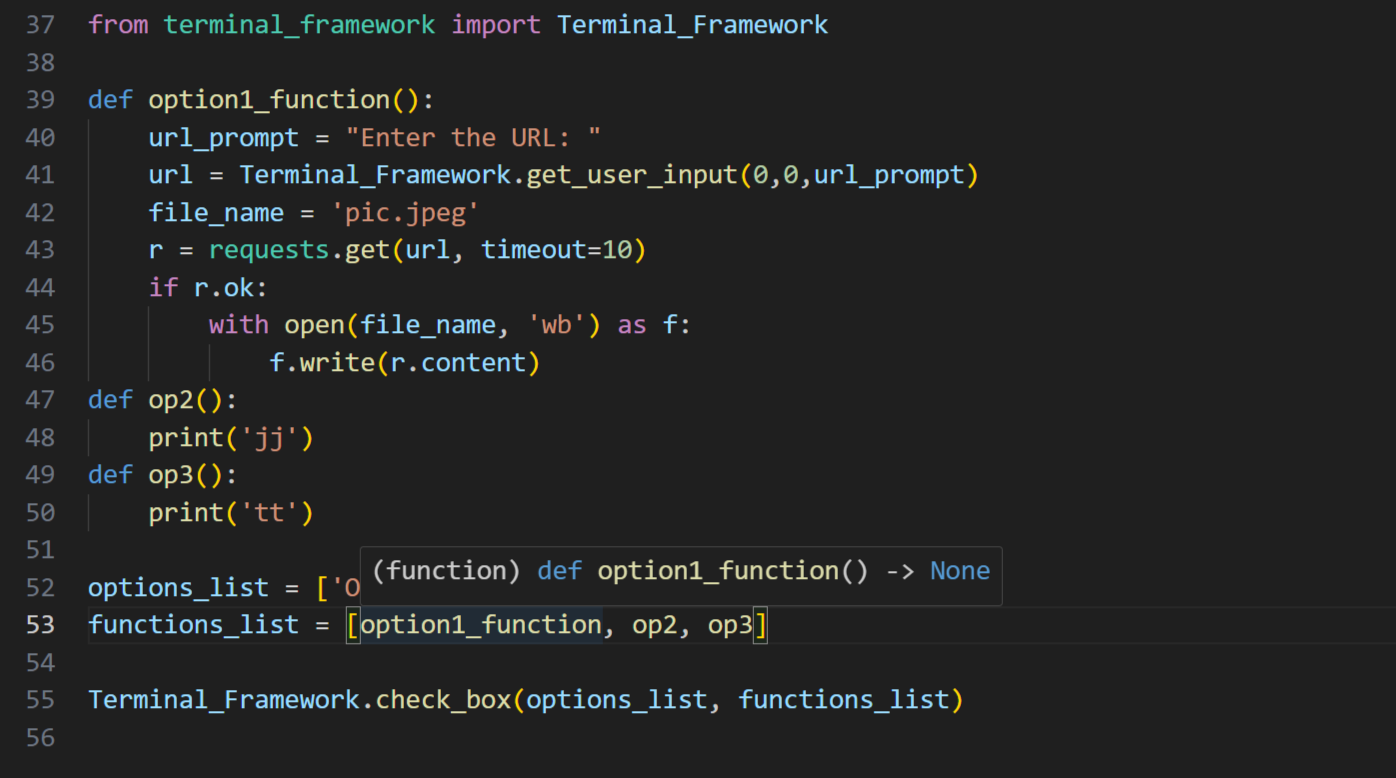 37 from terminal_framework import Terminal_Framework
38
39 def option1_function():
40     url_prompt = "Enter the URL: "
41     url = Terminal_Framework.get_user_input(0,0,url_prompt)
42     file_name = 'pic.jpeg'
43     r = requests.get(url, timeout=10)
44     if r.ok:
45         with open(file_name, 'wb') as f:
46             f.write(r.content)
47 def op2():
48     print('jj')
49 def op3():
50     print('tt')
51
(function) def option1_function() -> None
52 options_list = ['O
53 functions_list = [option1_function, op2, op3]
54
55 Terminal_Framework.check_box(options_list, functions_list)
56